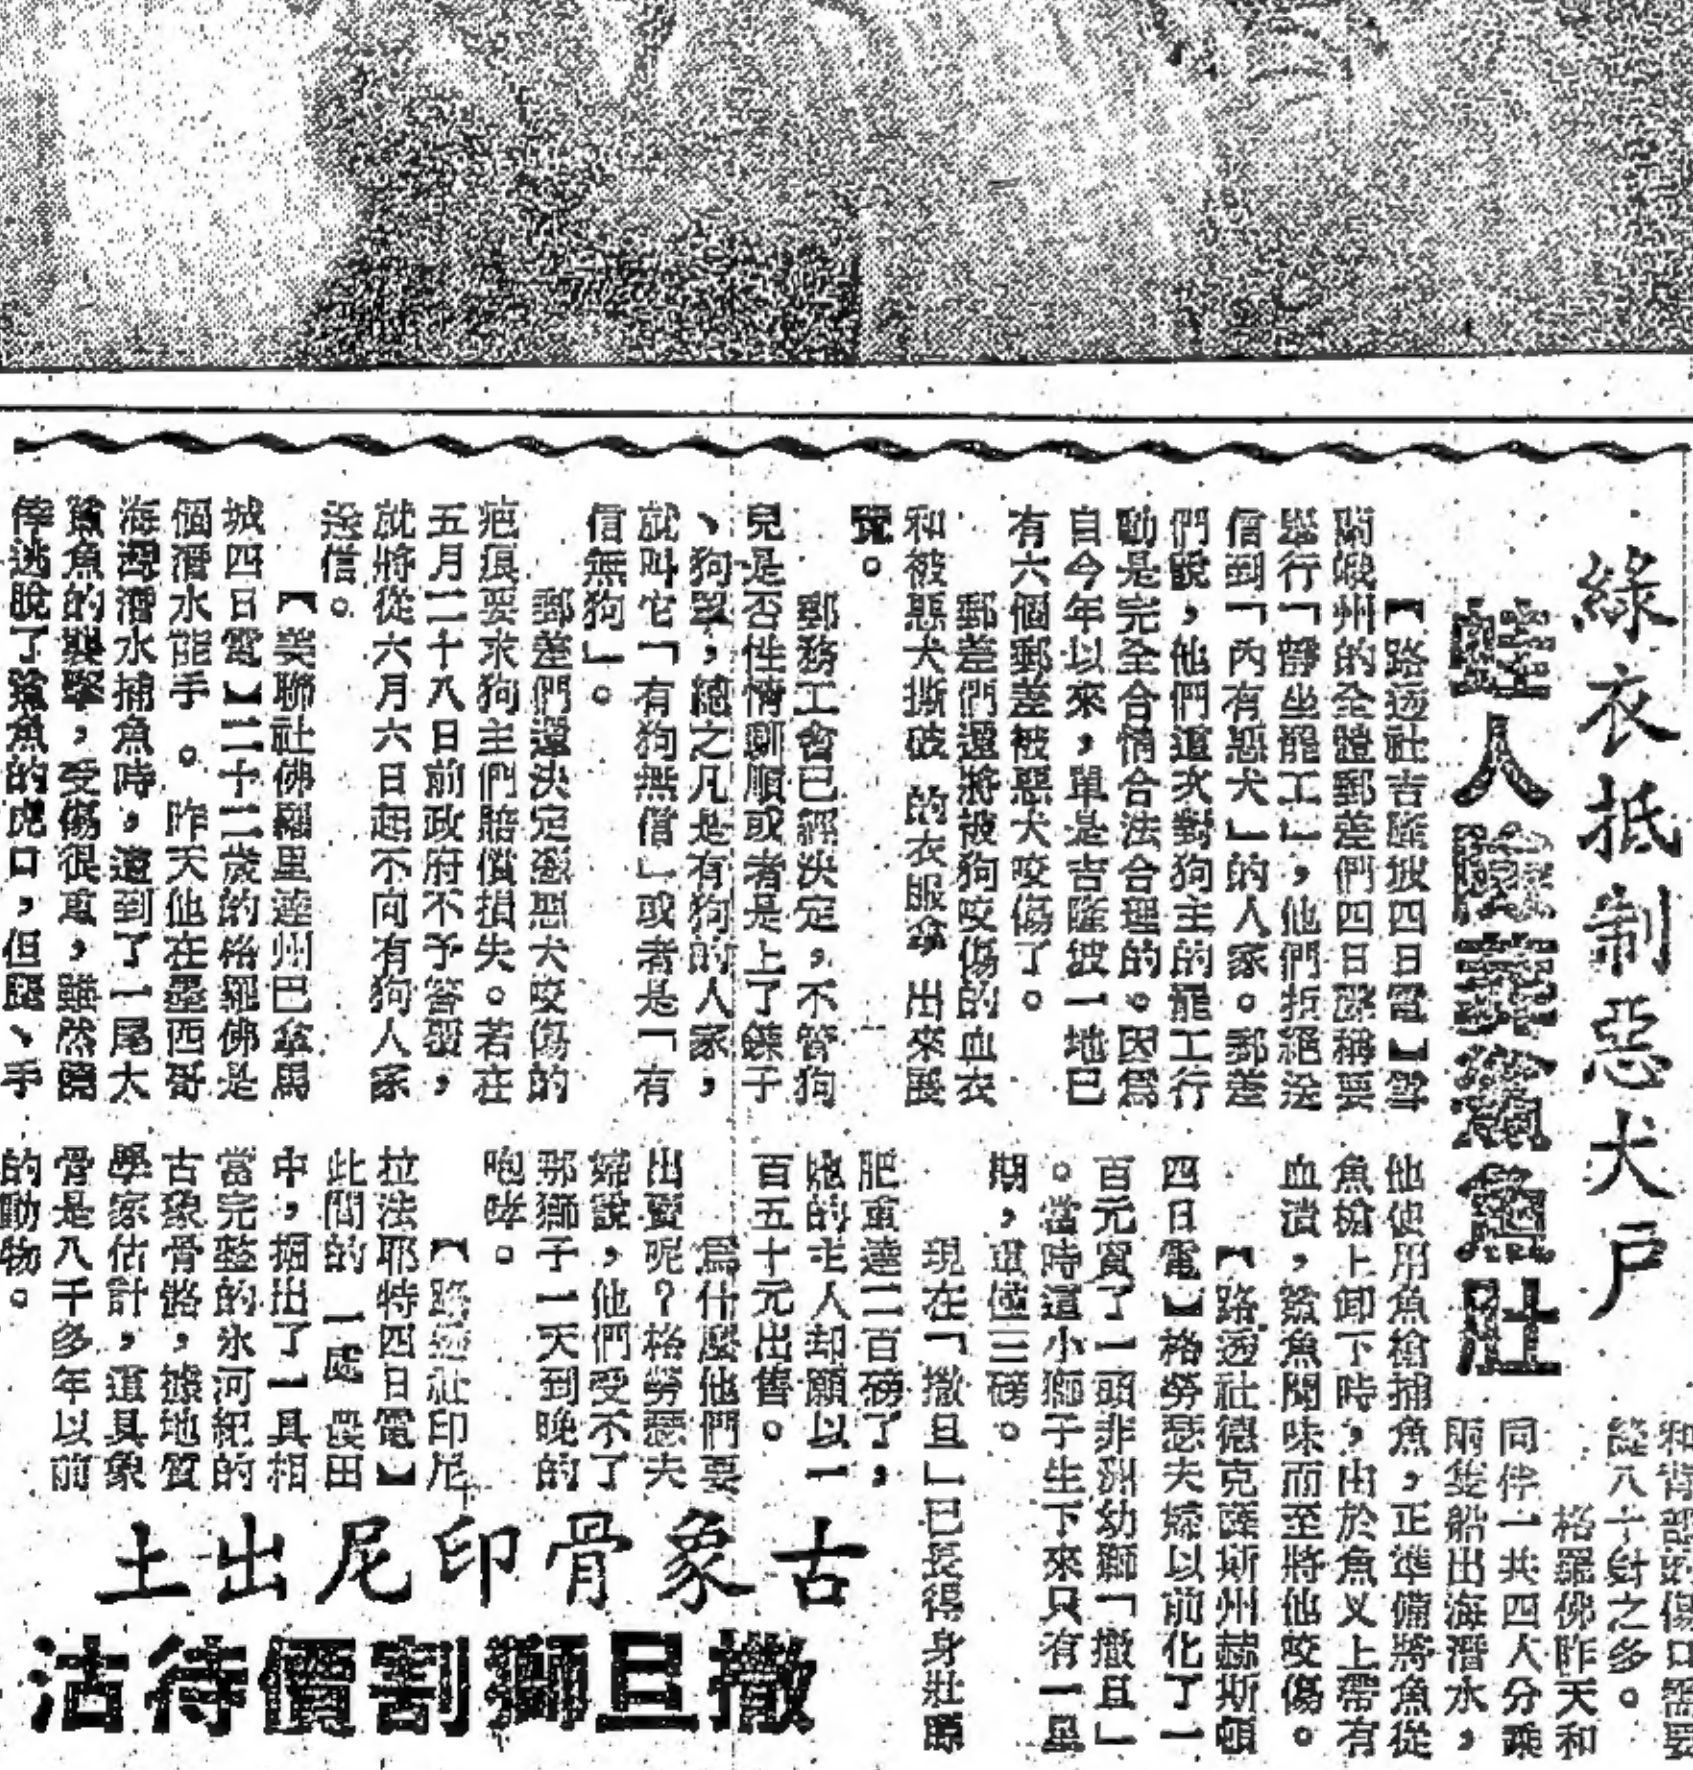 綠衣抵制惡犬戶
蛙人險葬鯊魚肚
【路透社吉隆坡四日電】雪
蘭峨州的全體郵差們四日聲稱要
舉行「靜坐罷工」,他們拒絕送
信到「內有惡犬」的人家。郵差
們說,他們這次對狗主的罷工行
動是完全合情合法合理的。因為
自今年以來,單是吉隆坡一地已
有六個郵差被惡犬咬傷了。
郵差們還將被狗咬傷的血衣
和被惡犬撕破的衣服拿出來展
覽。
郵務工會已經決定,不管狗
兒是否性情馴順或者是上了鍊子
、狗罩,總之凡是有狗的人家,
就叫它「有狗無信」或者是「有
信無狗」。
郵差們還決定惡犬咬傷的
疤痕要求狗主們賠償損失。若在
五月二十八日前政府不予答覆,
就將從六月六日起不向有狗人家
送信。
【美聯社佛羅里達州巴拿馬
城四日電】二十二歲的格羅佛是
個潛水能手。昨天他在墨西哥
海灣潛水捕魚時,遭到了一尾大
鯊魚的襲擊,受傷很重,雖然僥
倖逃脫了鯊魚的虎口,但腿、手
和背部的傷口需要
縫八十針之多。
格羅佛昨天和
同伴一共四人分乘
兩隻船出海潛水,
他使用魚槍捕魚,正準備將魚從
魚槍上卸下時,由於魚叉上帶有
血漬,鯊魚聞味而至將他咬傷。
【路透社德克薩斯州赫斯頓
四日電】格勞瑟夫婦以前化了一
百元買了一頭非洲幼獅「撒旦」
。當時這小獅子生下來只有一星
期,重僅三磅。
現在「撒旦」已長得身壯腰
肥重達二百磅了,
她的主人却願以一
百五十元出售。
為什麼他們要
出賣呢?格勞瑟夫
婦說,他們受不了
那獅子一天到晚的
咆哮。
【路透社印尼
拉法耶特四日電】
此間的一處農田
中,掘出了一具相
當完整的氷河紀的
古象骨骼,據地質
學家估計,這具象
骨是八千多年以前
的動物。
古象骨印尼出土
撒旦獅割價待沽